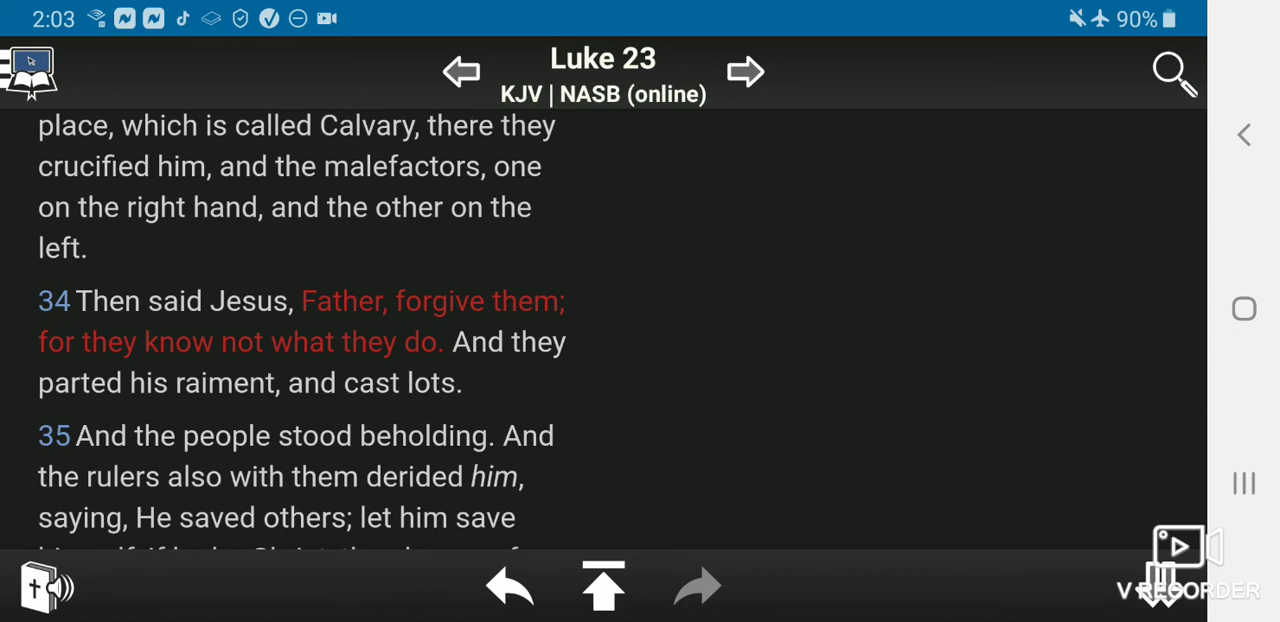 2:03
90%
Luke 23
KJV | NASB (online)
place, which is called Calvary, there they
crucified him, and the malefactors, one
on the right hand, and the other on the
left.
34 Then said Jesus, Father, forgive them;
for they know not what they do. And they
parted his raiment, and cast lots.
35 And the people stood beholding. And
the rulers also with them derided him,
saying, He saved others; let him save
V RECORDER